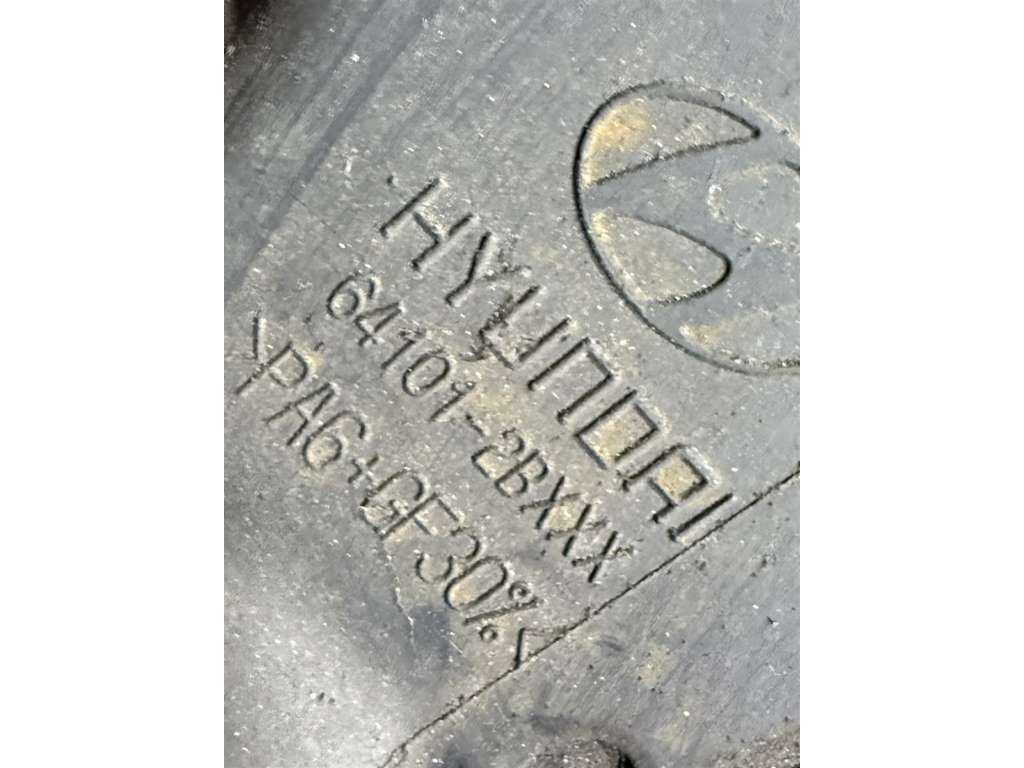 HYUNDAI
64101-2BXXX
>PA6+GF30%<